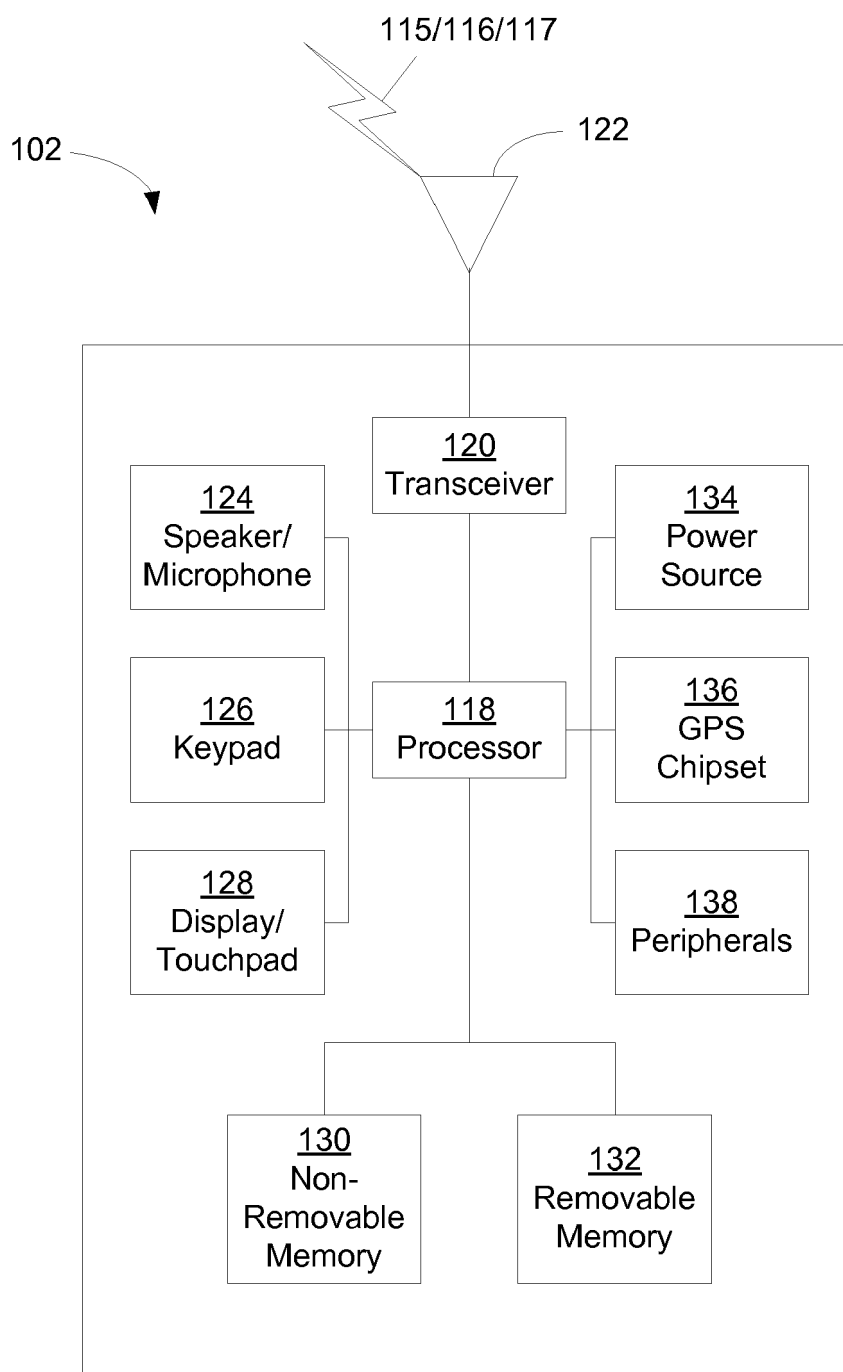 115/116/117
122
102
120
Transceiver
124
Speaker/
Microphone
134
Power
Source
126
Keypad
118
Processor
136
GPS
Chipset
128
Display/
Touchpad
138
Peripherals
130
Non-
Removable
Memory
132
Removable
Memory